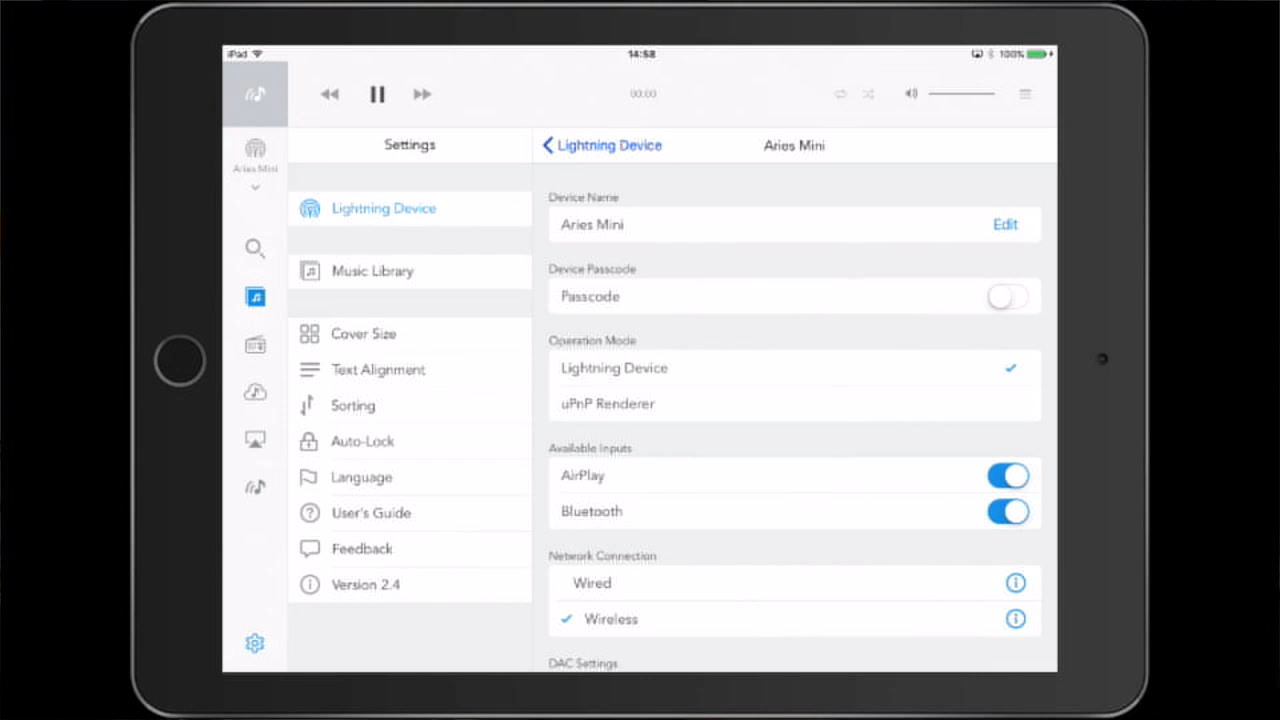 iPad
14:58
100%
00:00
Aries Mini
Settings
Lightning Device
Aries Mini
Lightning Device
Music Library
Cover Size
Text Alignment
Sorting
Auto-Lock
Language
User's Guide
Feedback
Version 2.4
Device Name
Aries Mini
Edit
Device Passcode
Passcode
Operation Mode
Lightning Device
uPnP Renderer
Available Inputs
AirPlay
Bluetooth
Network Connection
Wired
Wireless
DAC Settings